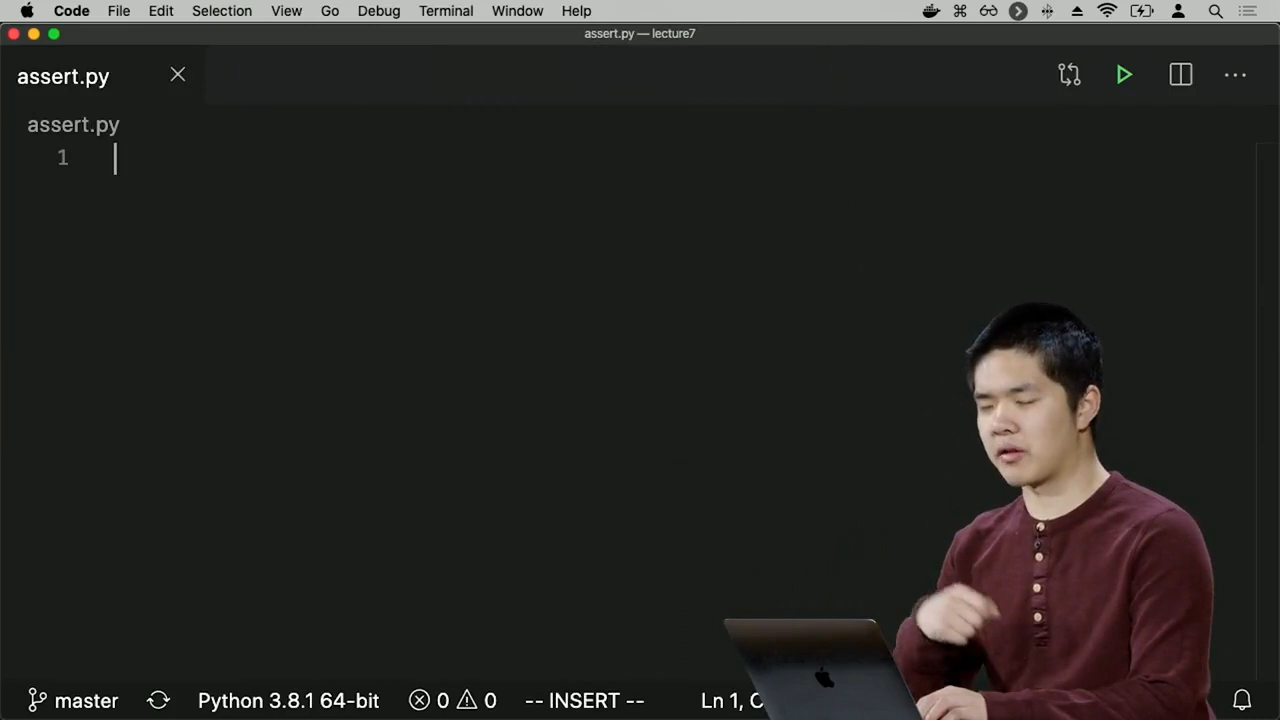 Code File Edit Selection View Go Debug Terminal Window Help
assert.py — lecture7
assert.py
assert.py
1
master Python 3.8.1 64-bit 0 0 -- INSERT -- Ln 1, C